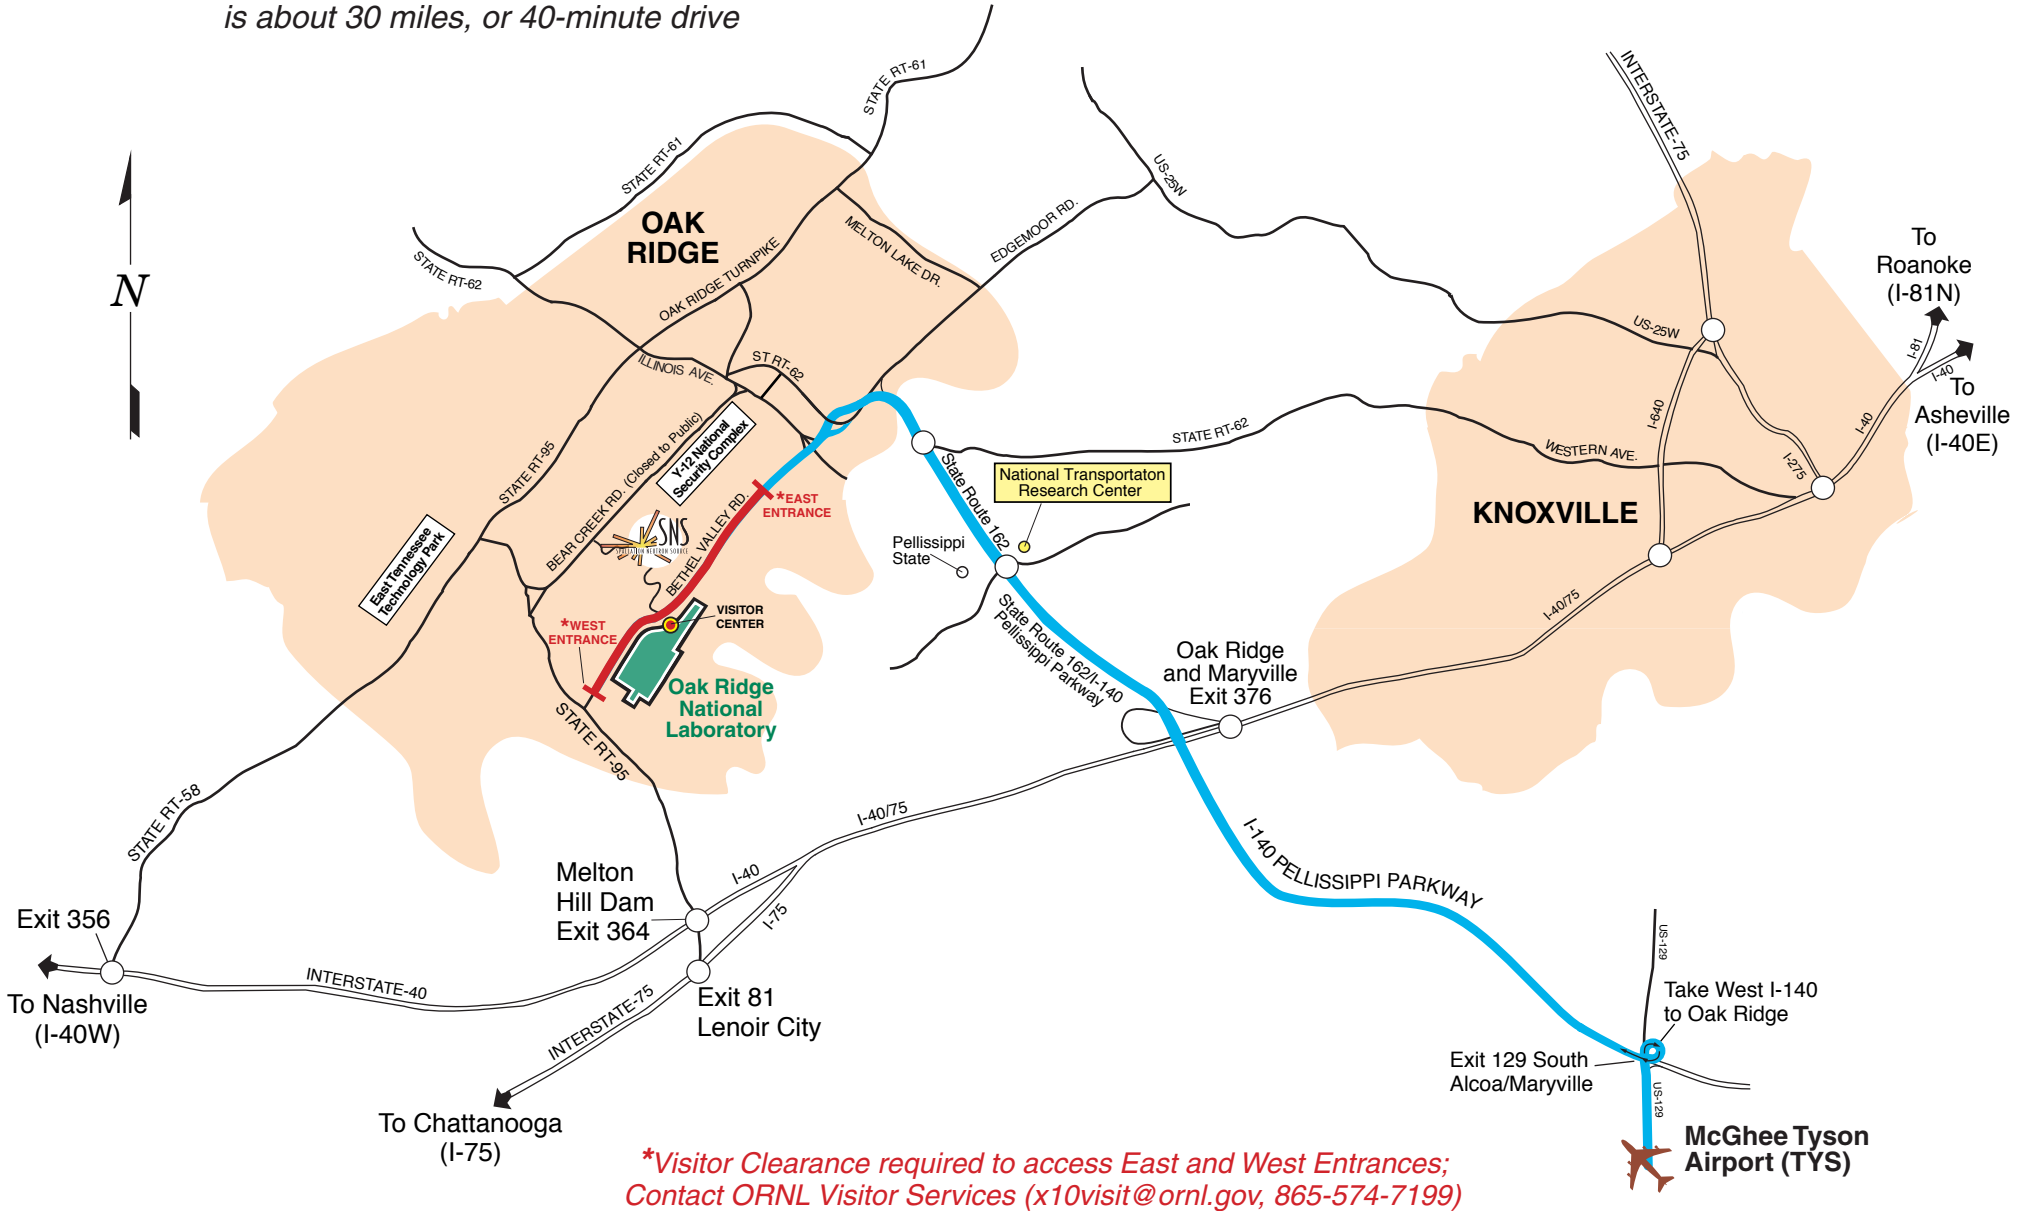 is about 30 miles, or 40-minute drive
STATE RT-61
STATE RT-61
INTERSTATE-75
US-25W
OAK
RIDGE
MELTON LAKE DR.
EDGEMOOR RD.
To
Roanoke
(I-81N)
N
STATE RT-62
OAK RIDGE TURNPIKE
US-25W
I-81
I-40
To
Asheville
(I-40E)
ILLINOIS AVE.
ST RT-62
I-640
I-40
STATE RT-62
WESTERN AVE.
I-275
BEAR CREEK RD. (Closed to Public)
Y-12 National
Security Complex
STATE RT-95
State Route 162
National Transportaton
Research Center
*EAST
ENTRANCE
KNOXVILLE
BETHEL VALLEY RD.
SNS
SPALLATION NEUTRON SOURCE
East Tennessee
Technology Park
Pellissippi
State
VISITOR
CENTER
*WEST
ENTRANCE
State Route 162/I-140
Pellissippi Parkway
I-40/75
Oak Ridge
and Maryville
Exit 376
Oak Ridge
National
Laboratory
STATE RT-95
STATE RT-58
I-40/75
I-140 PELLISSIPPI PARKWAY
Melton
Hill Dam
Exit 364
I-40
I-75
Exit 356
US-129
To Nashville
(I-40W)
INTERSTATE-40
INTERSTATE-75
Exit 81
Lenoir City
Take West I-140
to Oak Ridge
Exit 129 South
Alcoa/Maryville
US-129
To Chattanooga
(I-75)
McGhee Tyson
Airport (TYS)
*Visitor Clearance required to access East and West Entrances;
Contact ORNL Visitor Services (x10visit@ornl.gov, 865-574-7199)